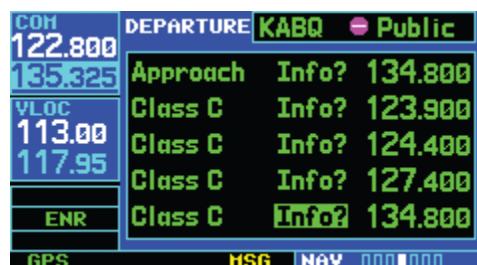 COM
122.800
135.325
VLOC
113.00
117.95
ENR
GPS
DEPARTURE KABQ Public
Approach Info? 134.800
Class C Info? 123.900
Class C Info? 124.400
Class C Info? 127.400
Class C Info? 134.800
MSG NAV